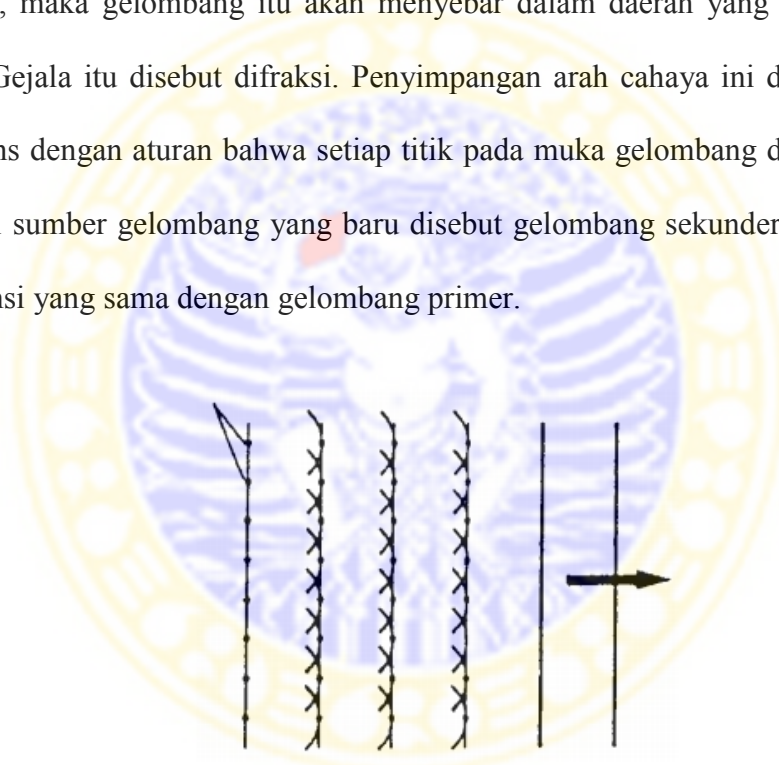 , maka gelombang itu akan menyebar dalam daerah yang
Gejala itu disebut difraksi. Penyimpangan arah cahaya ini d
ns dengan aturan bahwa setiap titik pada muka gelombang d
sumber gelombang yang baru disebut gelombang sekunder
nsi yang sama dengan gelombang primer.